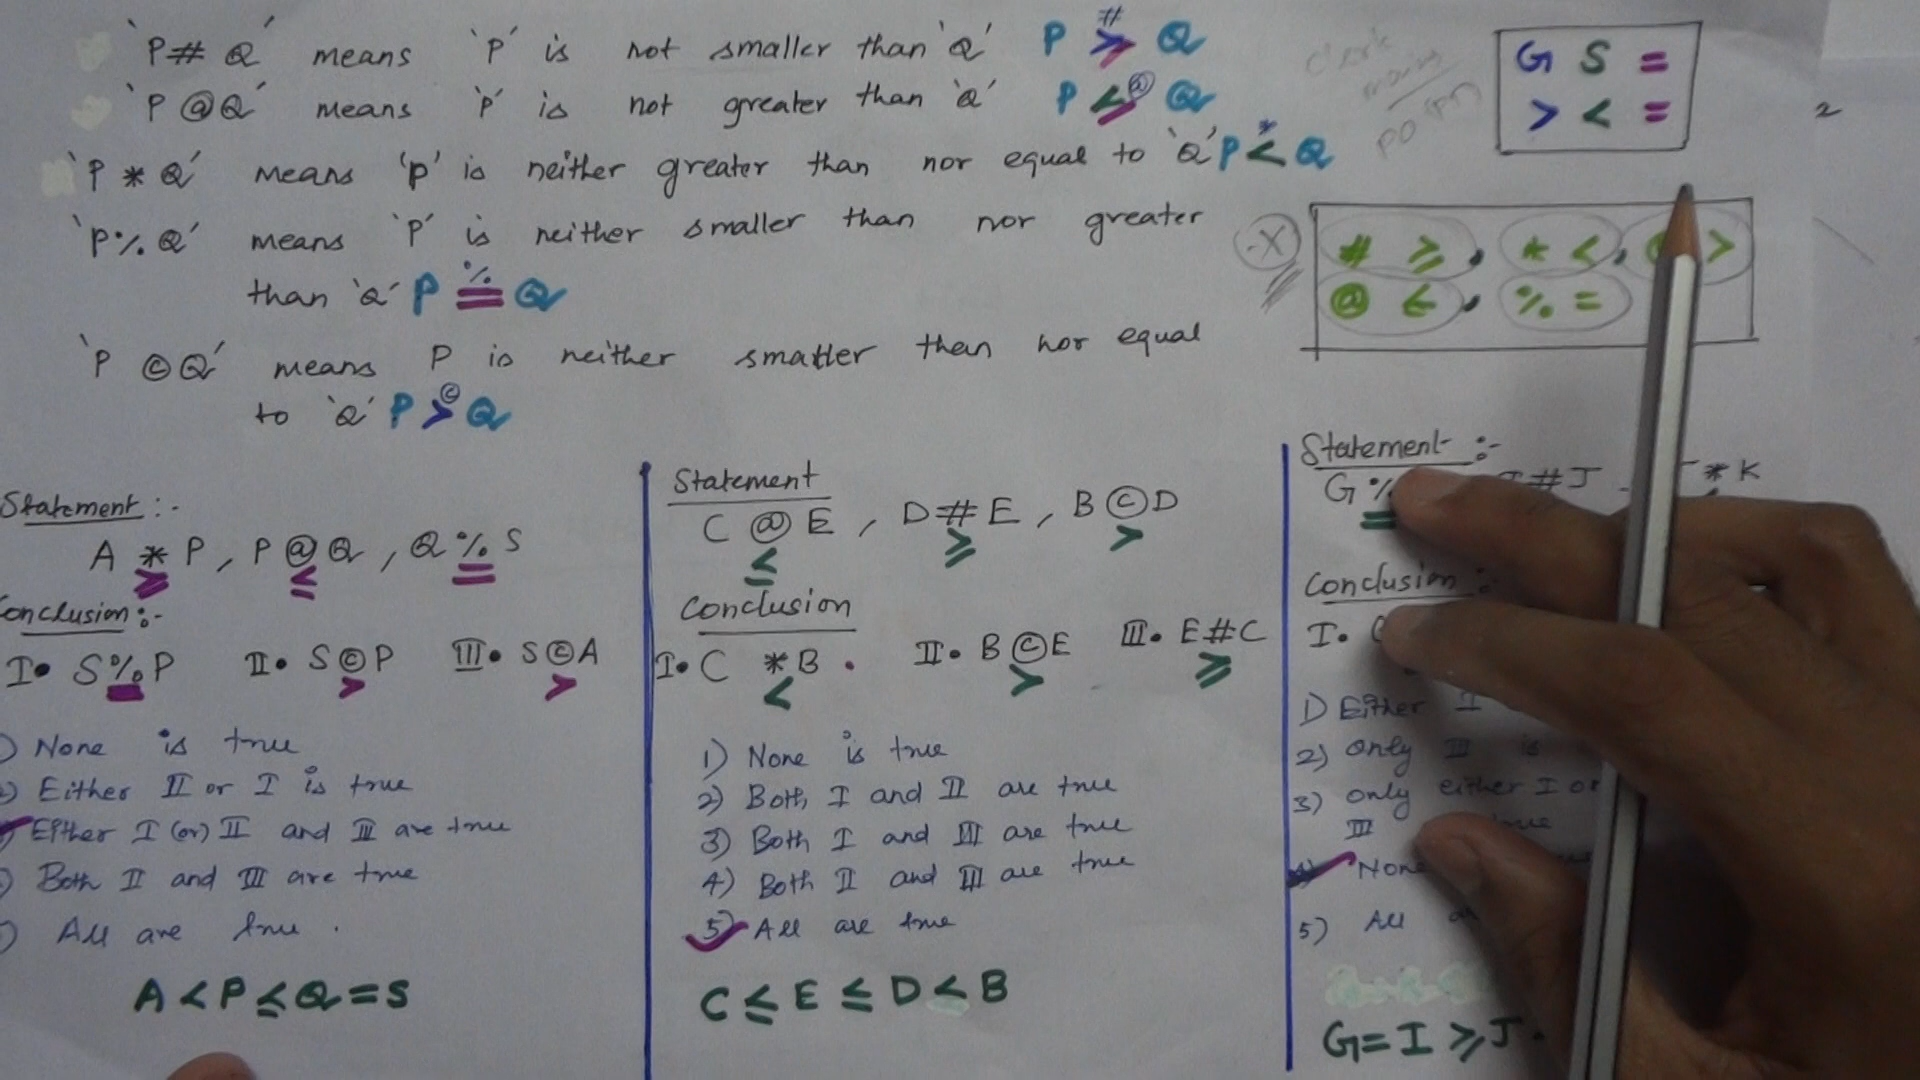 'P # Q' means 'P' is not smaller than 'Q' P ≥ # Q
'P @ Q' means 'P' is not greater than 'Q' P ≤ @ Q
'P * Q' means 'P' is neither greater than nor equal to 'Q' P < * Q
'P % Q' means 'P' is neither smaller than nor greater
than 'Q' P = % Q
'P © Q' means P is neither smaller than nor equal
to 'Q' P > © Q
G S =
> < =
2
Clerk
mains
PO
-X
# ≥, * <, >
@ ≤, % =
Statement :-
A * P, P @ Q, Q % S
≥ ≤ =
Conclusion :-
I• S % P II• S © P III• S © A
> >
None is true
Either II or I is true
Either I (or) II and III are true
Both II and III are true
All are true.
A < P ≤ Q = S
Statement
C @ E, D # E, B © D
≤ ≥ >
Conclusion
I• C * B. II• B © E III• E # C
< > ≥
1) None is true
2) Both I and II are true
3) Both I and III are true
4) Both II and III are true
5) All are true
C ≤ E ≤ D < B
Statement :-
G % I # J * K
=
Conclusion :-
I•
1) Either I
2) Only III is
3) Only either I or
III
None
5) All
G = I ≥ J